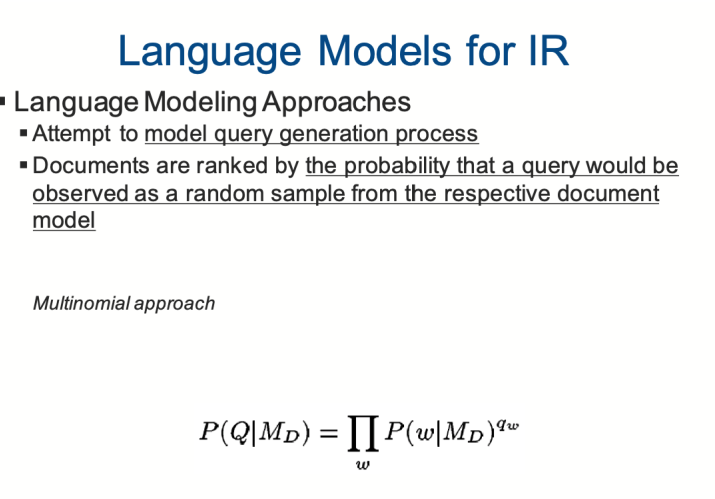 Language Models for IR
▪ Language Modeling Approaches
▪ Attempt to model query generation process
▪ Documents are ranked by the probability that a query would be
observed as a random sample from the respective document
model
Multinomial approach
P(Q|M_D) = ∏_w P(w|M_D)^{q_w}